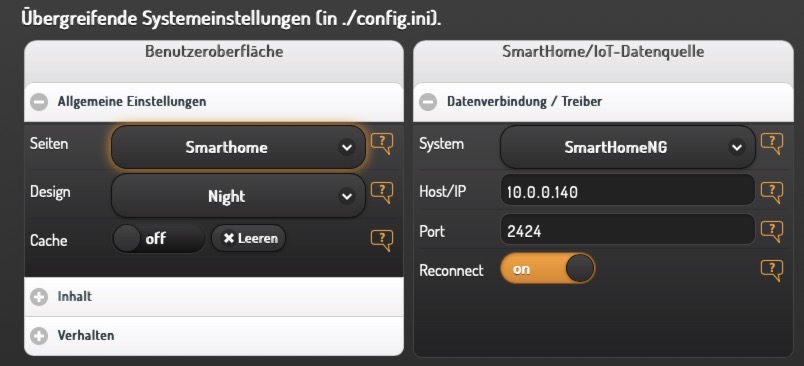 Übergreifende Systemeinstellungen (in ./config.ini).
Benutzeroberfläche
Allgemeine Einstellungen
Seiten Smarthome ?
Design Night ?
Cache off ✖ Leeren ?
Inhalt
Verhalten
SmartHome/IoT-Datenquelle
Datenverbindung / Treiber
System SmartHomeNG ?
Host/IP 10.0.0.140 ?
Port 2424 ?
Reconnect on ?